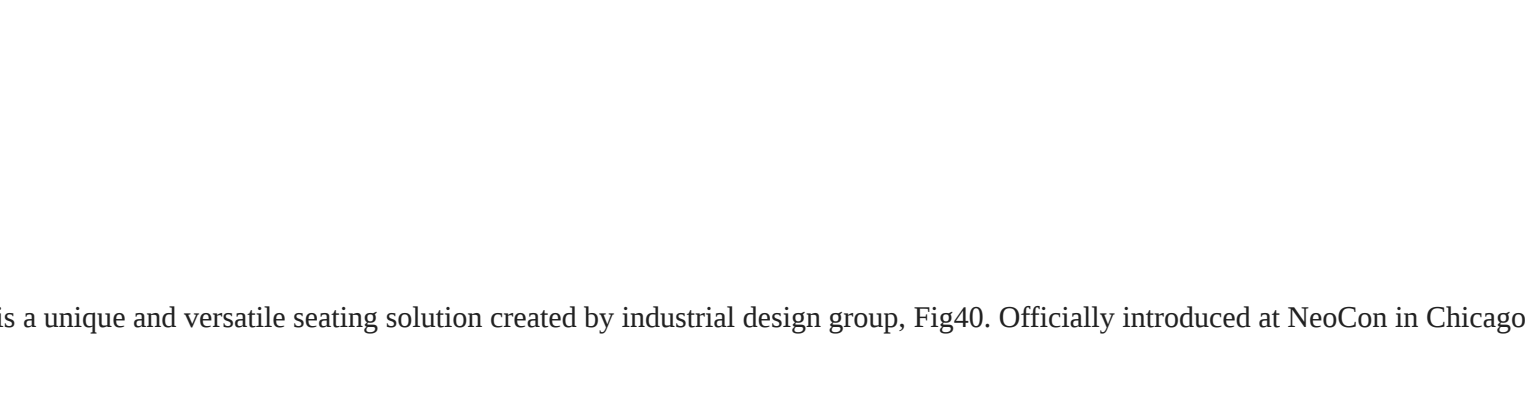 is a unique and versatile seating solution created by industrial design group, Fig40. Officially introduced at NeoCon in Chicago